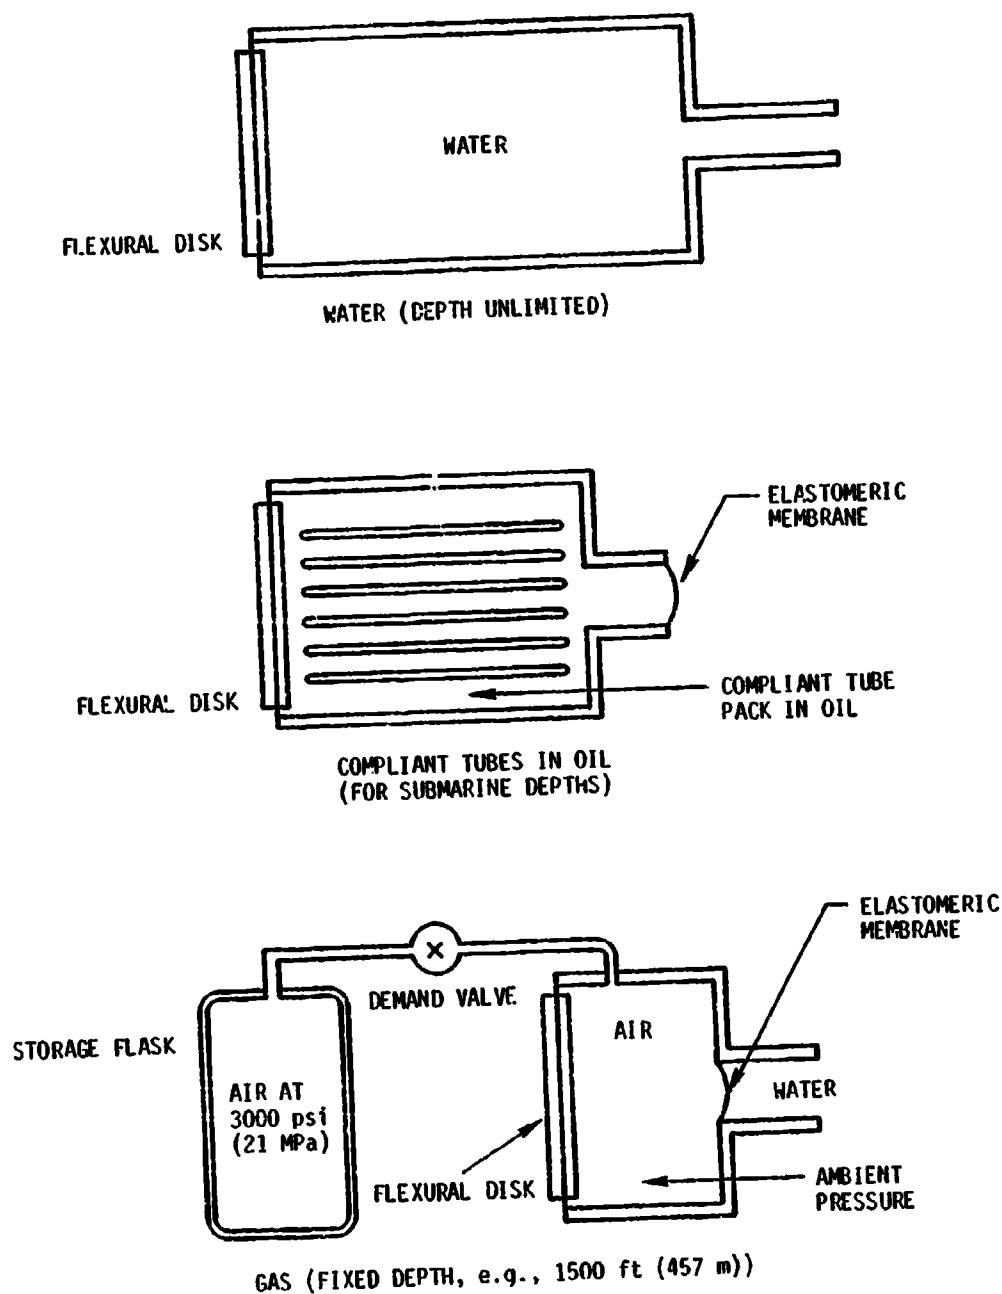 WATER
FLEXURAL DISK
WATER (DEPTH UNLIMITED)
ELASTOMERIC
MEMBRANE
FLEXURAL DISK
COMPLIANT TUBE
PACK IN OIL
COMPLIANT TUBES IN OIL
(FOR SUBMARINE DEPTHS)
ELASTOMERIC
MEMBRANE
DEMAND VALVE
STORAGE FLASK
AIR
AIR AT
3000 psi
(21 MPa)
WATER
FLEXURAL DISK
AMBIENT
PRESSURE
GAS (FIXED DEPTH, e.g., 1500 ft (457 m))